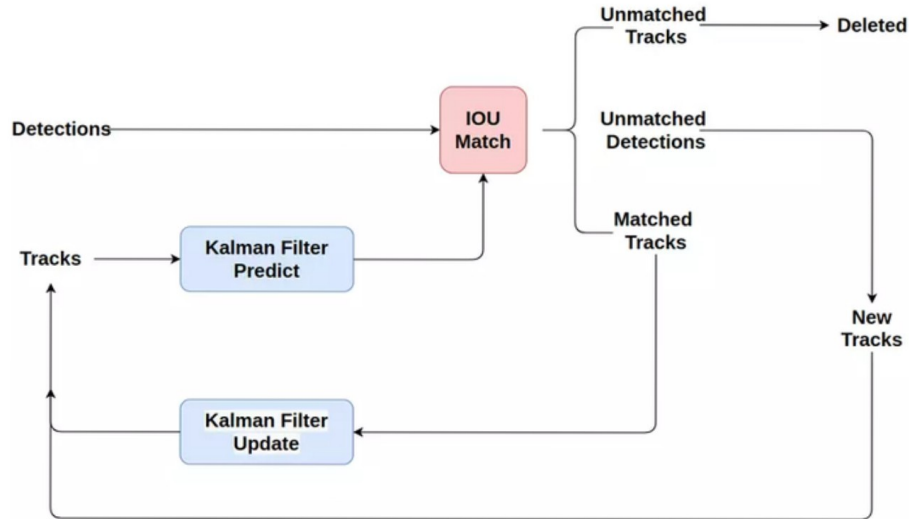 Unmatched
Tracks
Deleted
Detections
IOU
Match
Unmatched
Detections
Matched
Tracks
Tracks
Kalman Filter
Predict
New
Tracks
Kalman Filter
Update